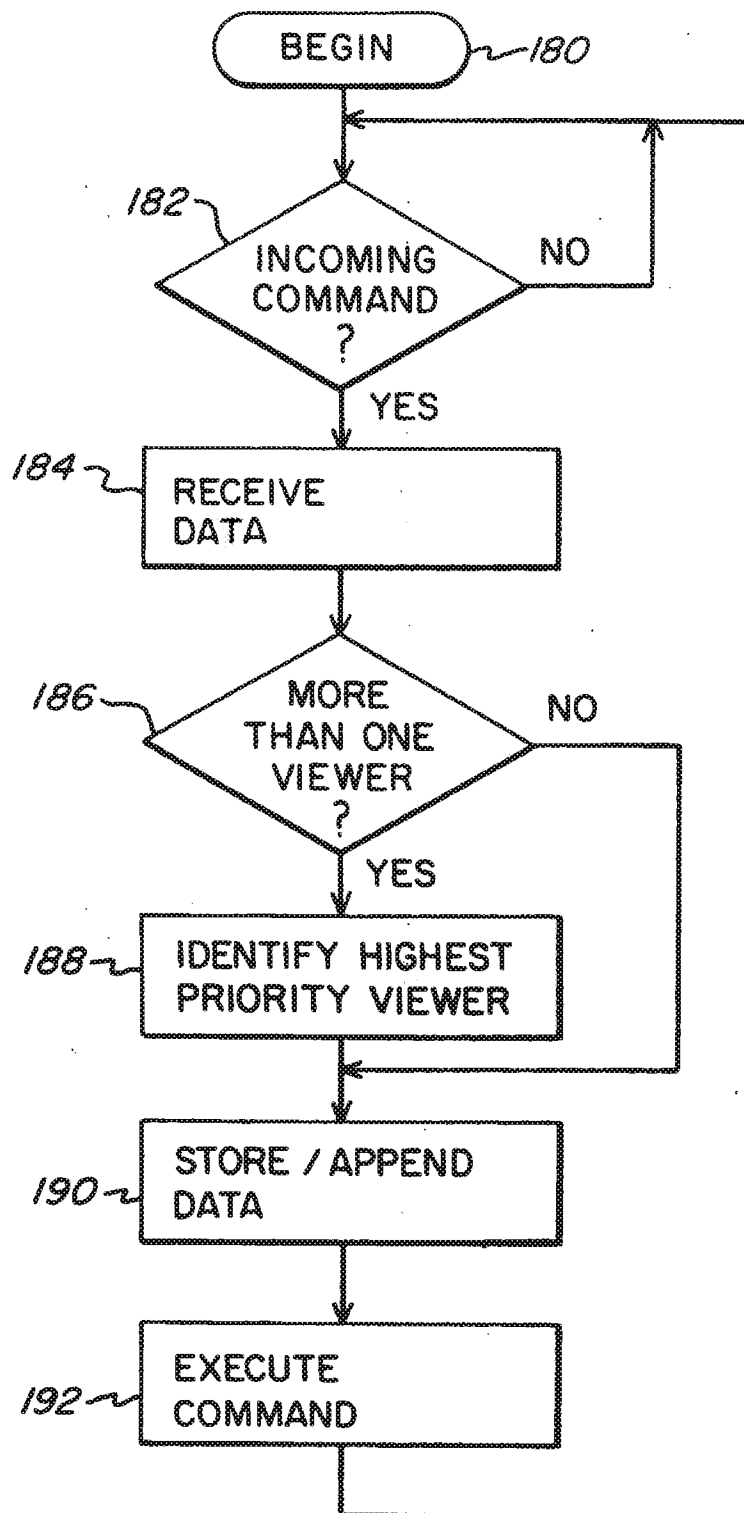 BEGIN
180
182
INCOMING
COMMAND
?
NO
YES
184
RECEIVE
DATA
186
MORE
THAN ONE
VIEWER
?
NO
YES
188
IDENTIFY HIGHEST
PRIORITY VIEWER
190
STORE / APPEND
DATA
192
EXECUTE
COMMAND